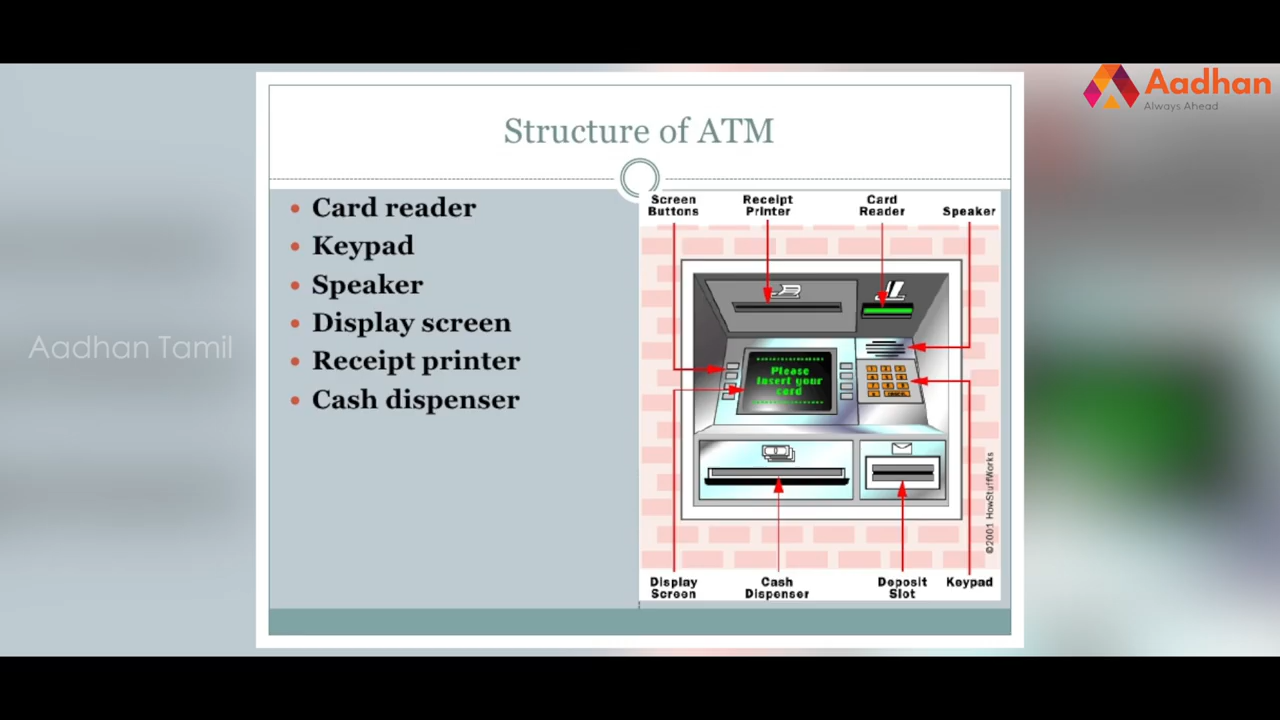 Aadhan
Always Ahead
Structure of ATM
Card reader
Keypad
Speaker
Display screen
Receipt printer
Cash dispenser
Aadhan Tamil
Screen
Buttons
Receipt
Printer
Card
Reader
Speaker
Please
Insert your
card
©2001 HowStuffWorks
Display
Screen
Cash
Dispenser
Deposit
Slot
Keypad